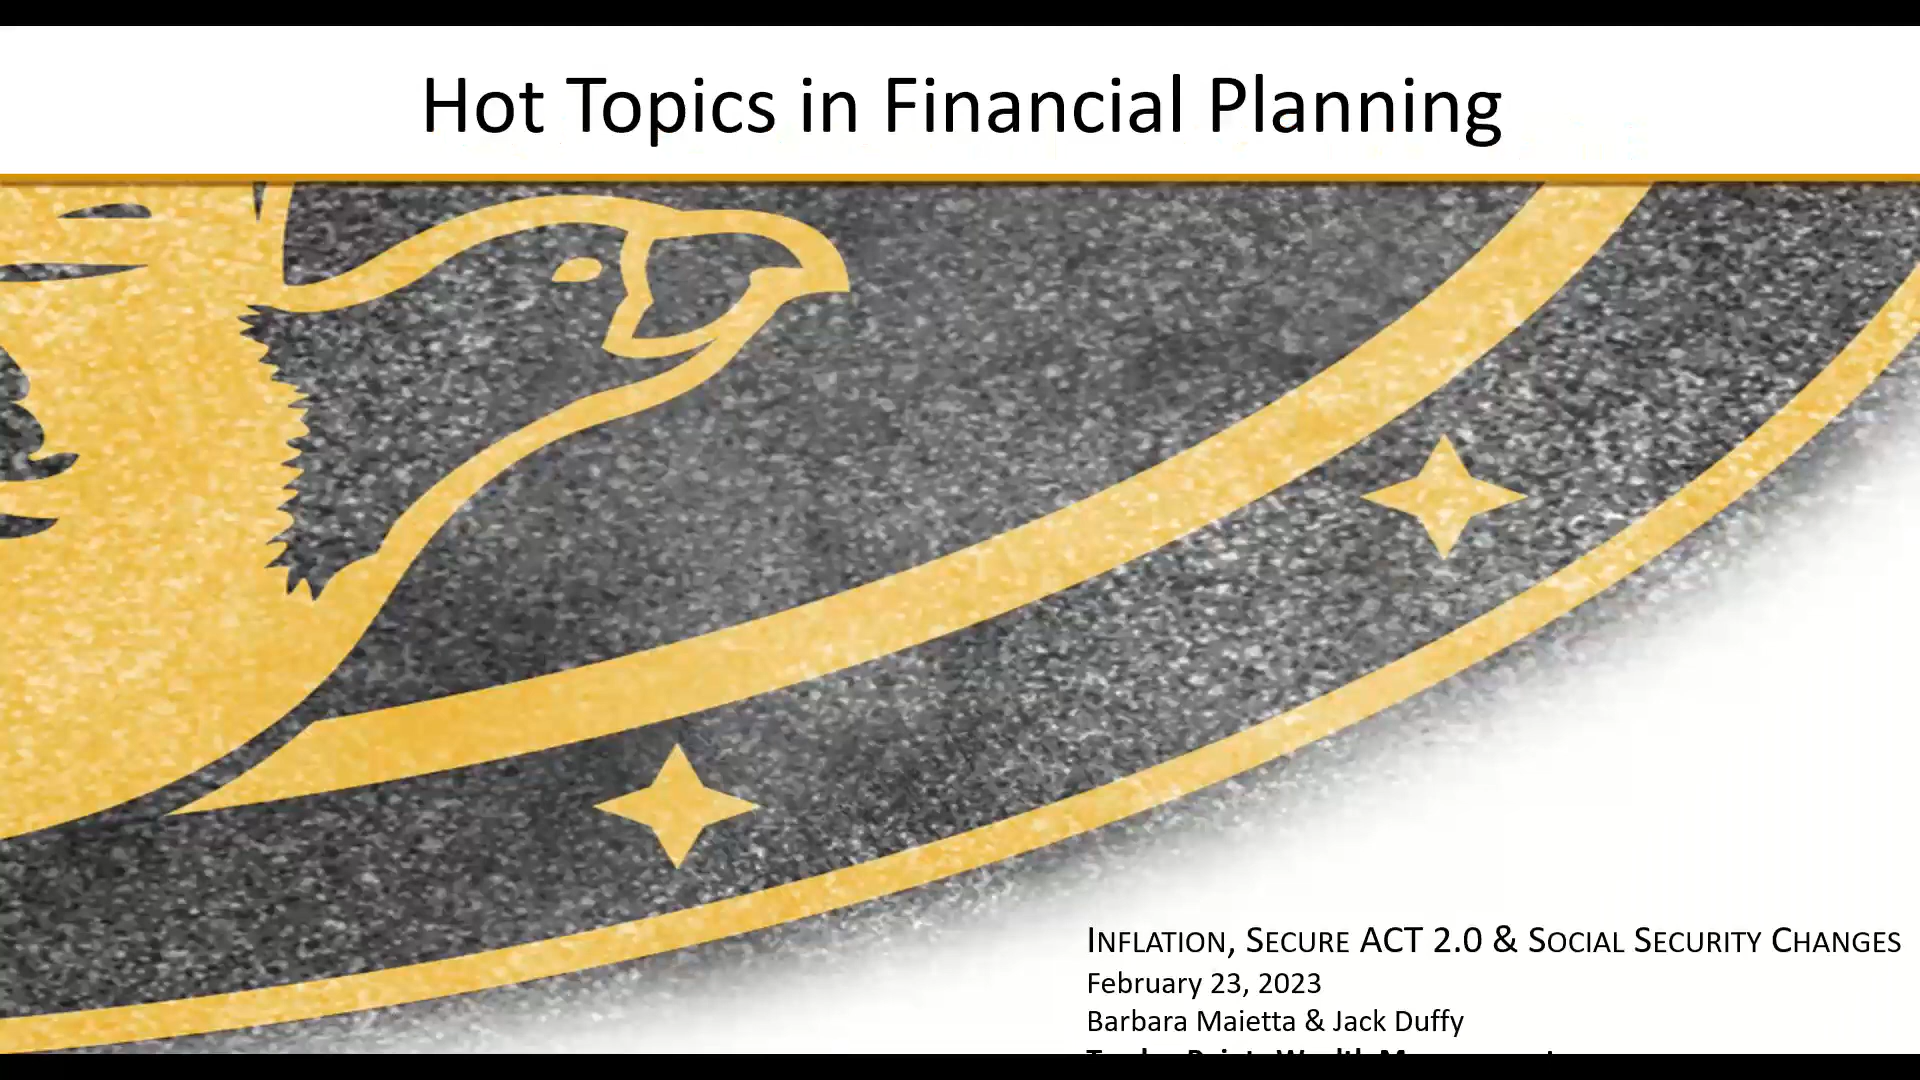 Hot Topics in Financial Planning
INFLATION, SECURE ACT 2.0 & SOCIAL SECURITY CHANGES
February 23, 2023
Barbara Maietta & Jack Duffy